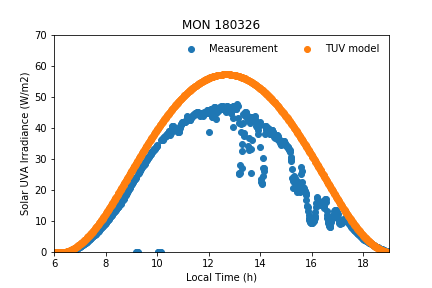 MON 180326
Measurement TUV model
Solar UVA Irradiance (W/m2)
70
60
50
40
30
20
10
0
6 8 10 12 14 16 18
Local Time (h)